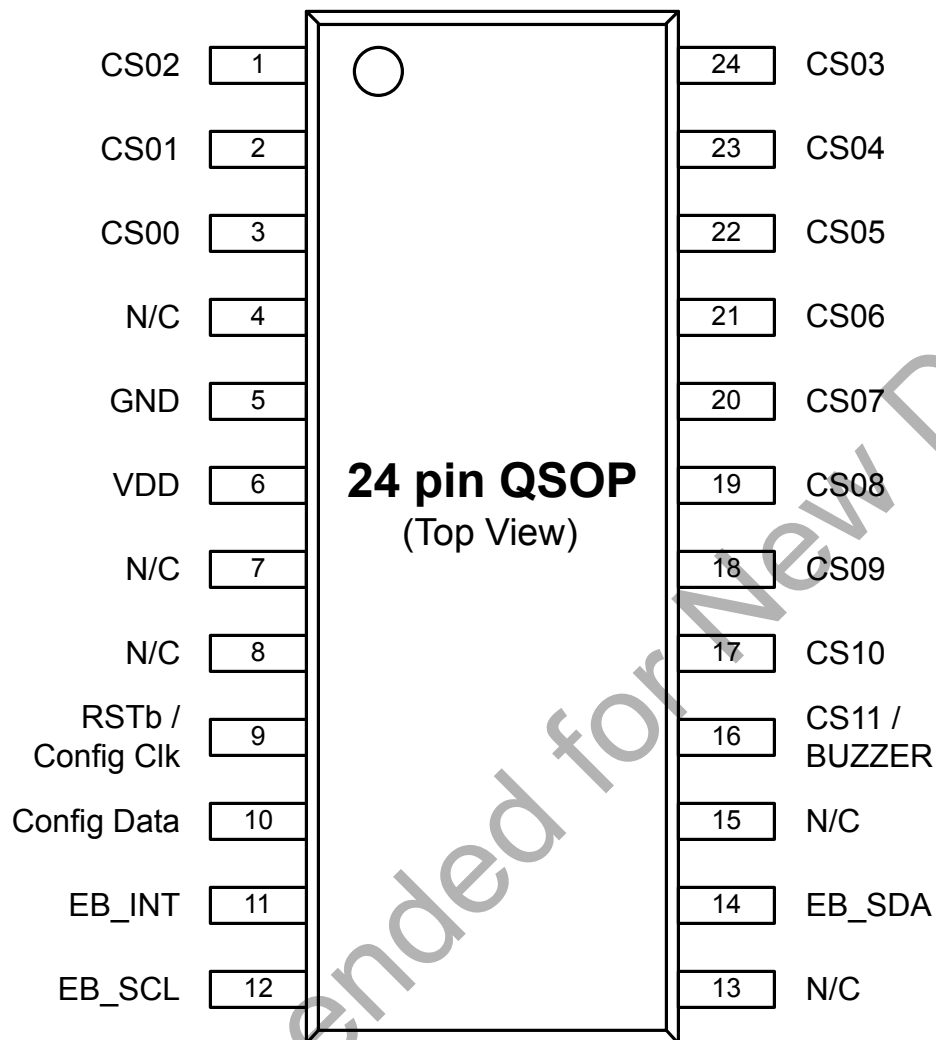 CS02 1
CS01 2
CS00 3
N/C 4
GND 5
VDD 6
N/C 7
N/C 8
RSTb /
Config Clk 9
Config Data 10
EB_INT 11
EB_SCL 12
24 pin QSOP
(Top View)
24 CS03
23 CS04
22 CS05
21 CS06
20 CS07
19 CS08
18 CS09
17 CS10
16 CS11 /
BUZZER
15 N/C
14 EB_SDA
13 N/C
for New